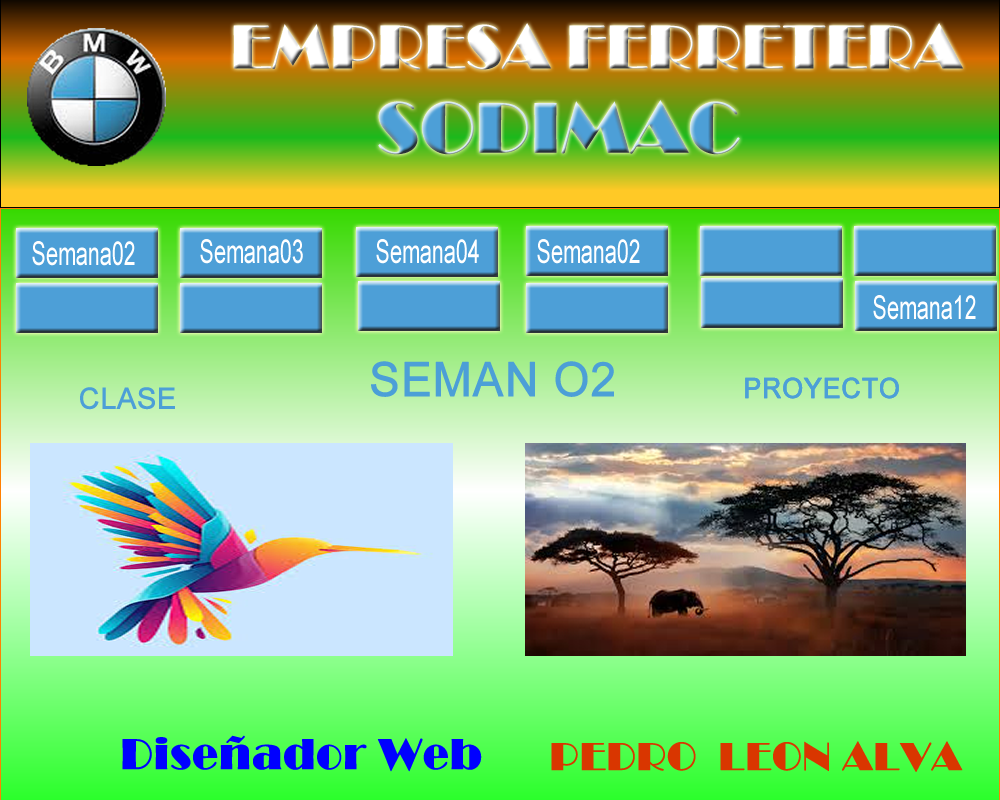 BMW
EMPRESA FERRETERA
SODIMAC
Semana02 Semana03 Semana04 Semana02
Semana12
CLASE SEMAN O2 PROYECTO
Diseñador Web PEDRO LEON ALVA